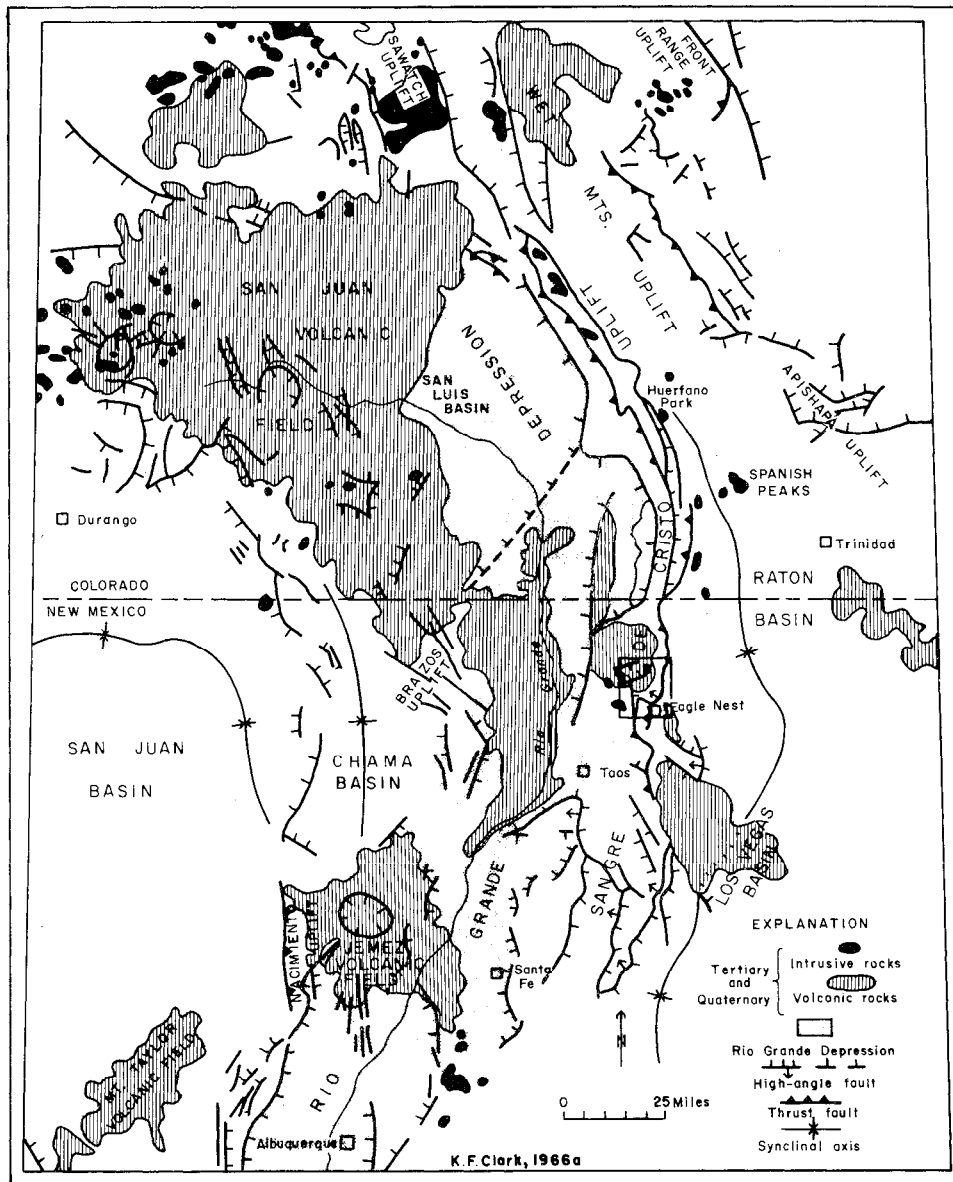 SAWATCH
UPLIFT
FRONT
RANGE
UPLIFT
WET
MTS.
UPLIFT
SAN JUAN
VOLCANIC
FIELD
SAN
LUIS BASIN
DEPRESSION
UPLIFT
Huerfano
Park
APISHAPA
UPLIFT
SPANISH
PEAKS
Durango
Trinidad
CRISTO
COLORADO
NEW MEXICO
RATON
BASIN
DE
BRAZOS
UPLIFT
Rio Grande
Eagle Nest
SAN JUAN
BASIN
CHAMA
BASIN
Taos
SANGRE
LOS VEGAS
BASIN
GRANDE
NACIMIENTO
UPLIFT
JEMEZ
VOLCANIC
FIELD
Santa
Fe
MT. TAYLOR
VOLCANIC FIELD
RIO
Albuquerque
N
0 25 Miles
EXPLANATION
Tertiary
and
Quaternary
Intrusive rocks
Volcanic rocks
Rio Grande Depression
High-angle fault
Thrust fault
Synclinal axis
K.F.Clark, 1966a